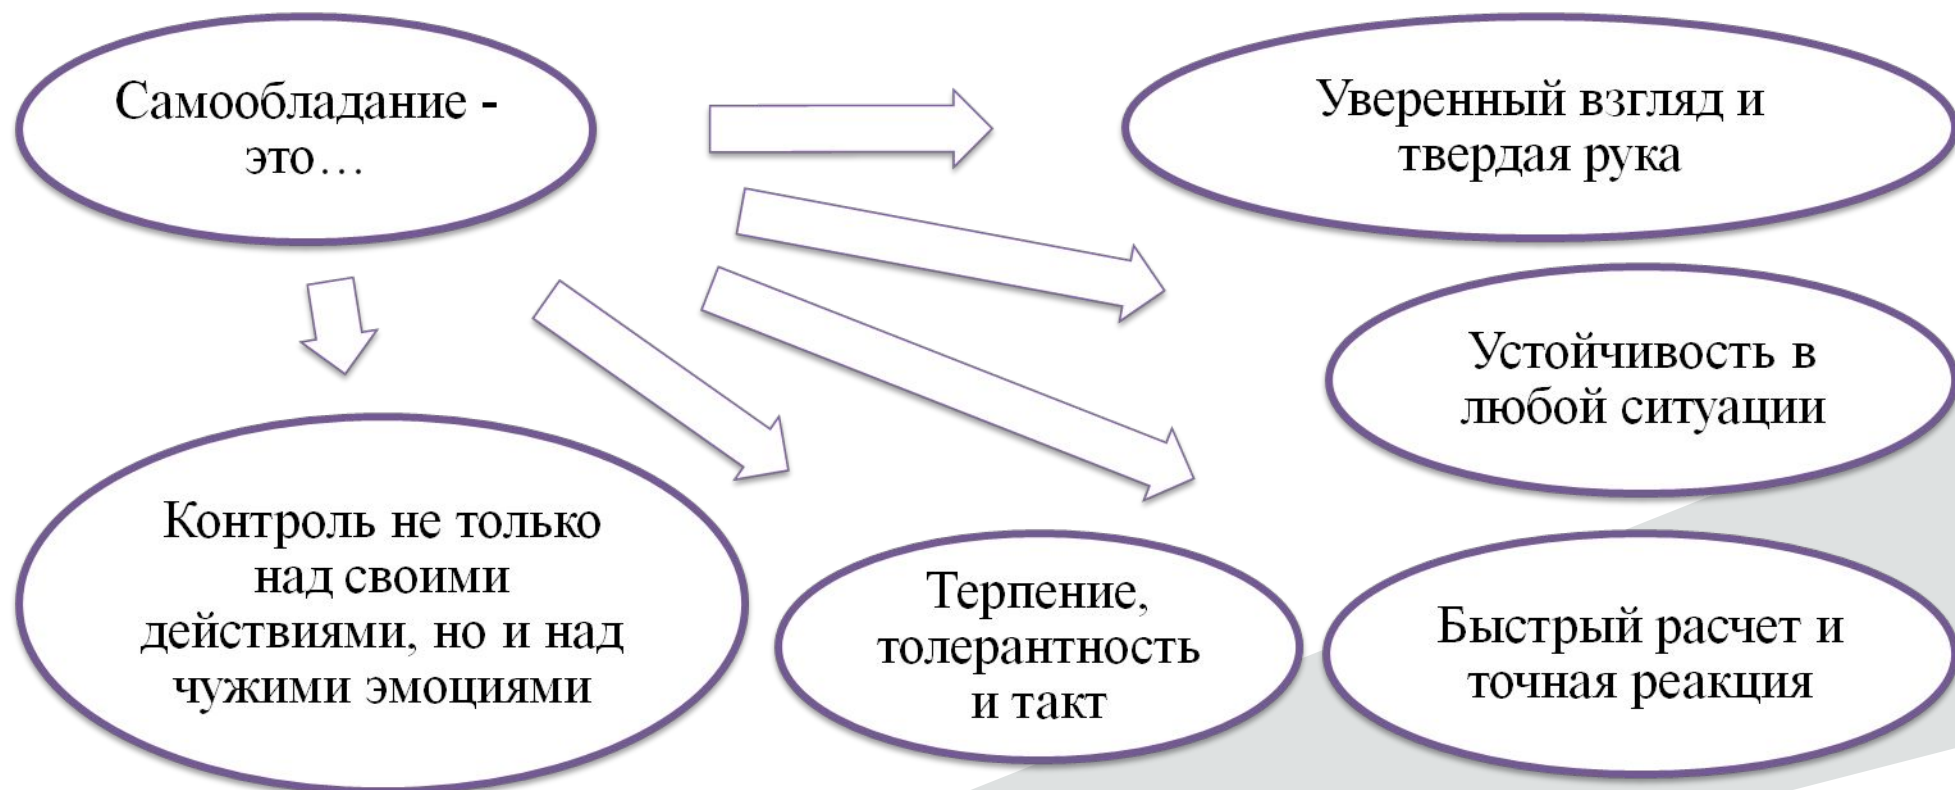 Самообладание -
это…
Уверенный взгляд и
твердая рука
Устойчивость в
любой ситуации
Контроль не только
над своими
действиями, но и над
чужими эмоциями
Терпение,
толерантность
и такт
Быстрый расчет и
точная реакция